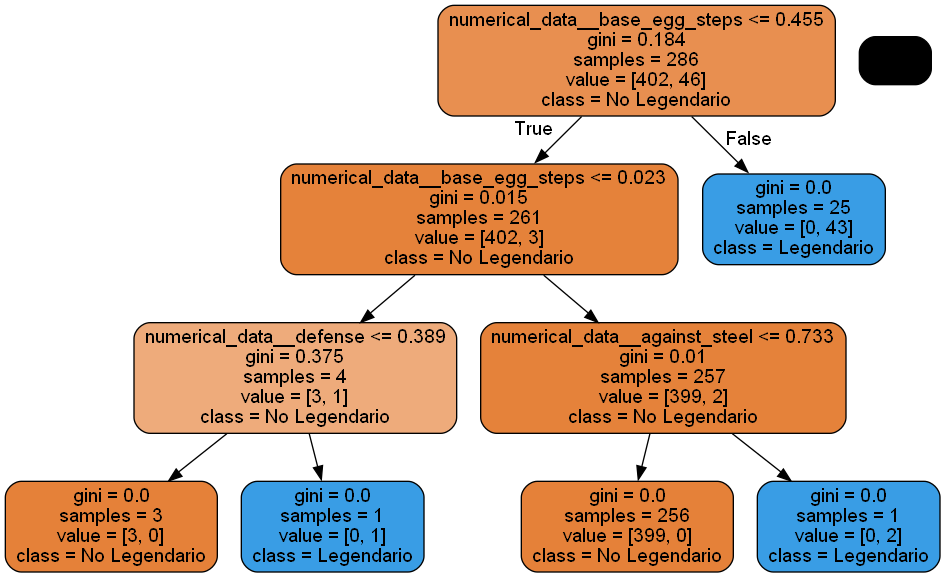 numerical_data__base_egg_steps <= 0.455
gini = 0.184
samples = 286
value = [402, 46]
class = No Legendario
True
False
numerical_data__base_egg_steps <= 0.023
gini = 0.015
samples = 261
value = [402, 3]
class = No Legendario
gini = 0.0
samples = 25
value = [0, 43]
class = Legendario
numerical_data__defense <= 0.389
gini = 0.375
samples = 4
value = [3, 1]
class = No Legendario
numerical_data__against_steel <= 0.733
gini = 0.01
samples = 257
value = [399, 2]
class = No Legendario
gini = 0.0
samples = 3
value = [3, 0]
class = No Legendario
gini = 0.0
samples = 1
value = [0, 1]
class = Legendario
gini = 0.0
samples = 256
value = [399, 0]
class = No Legendario
gini = 0.0
samples = 1
value = [0, 2]
class = Legendario